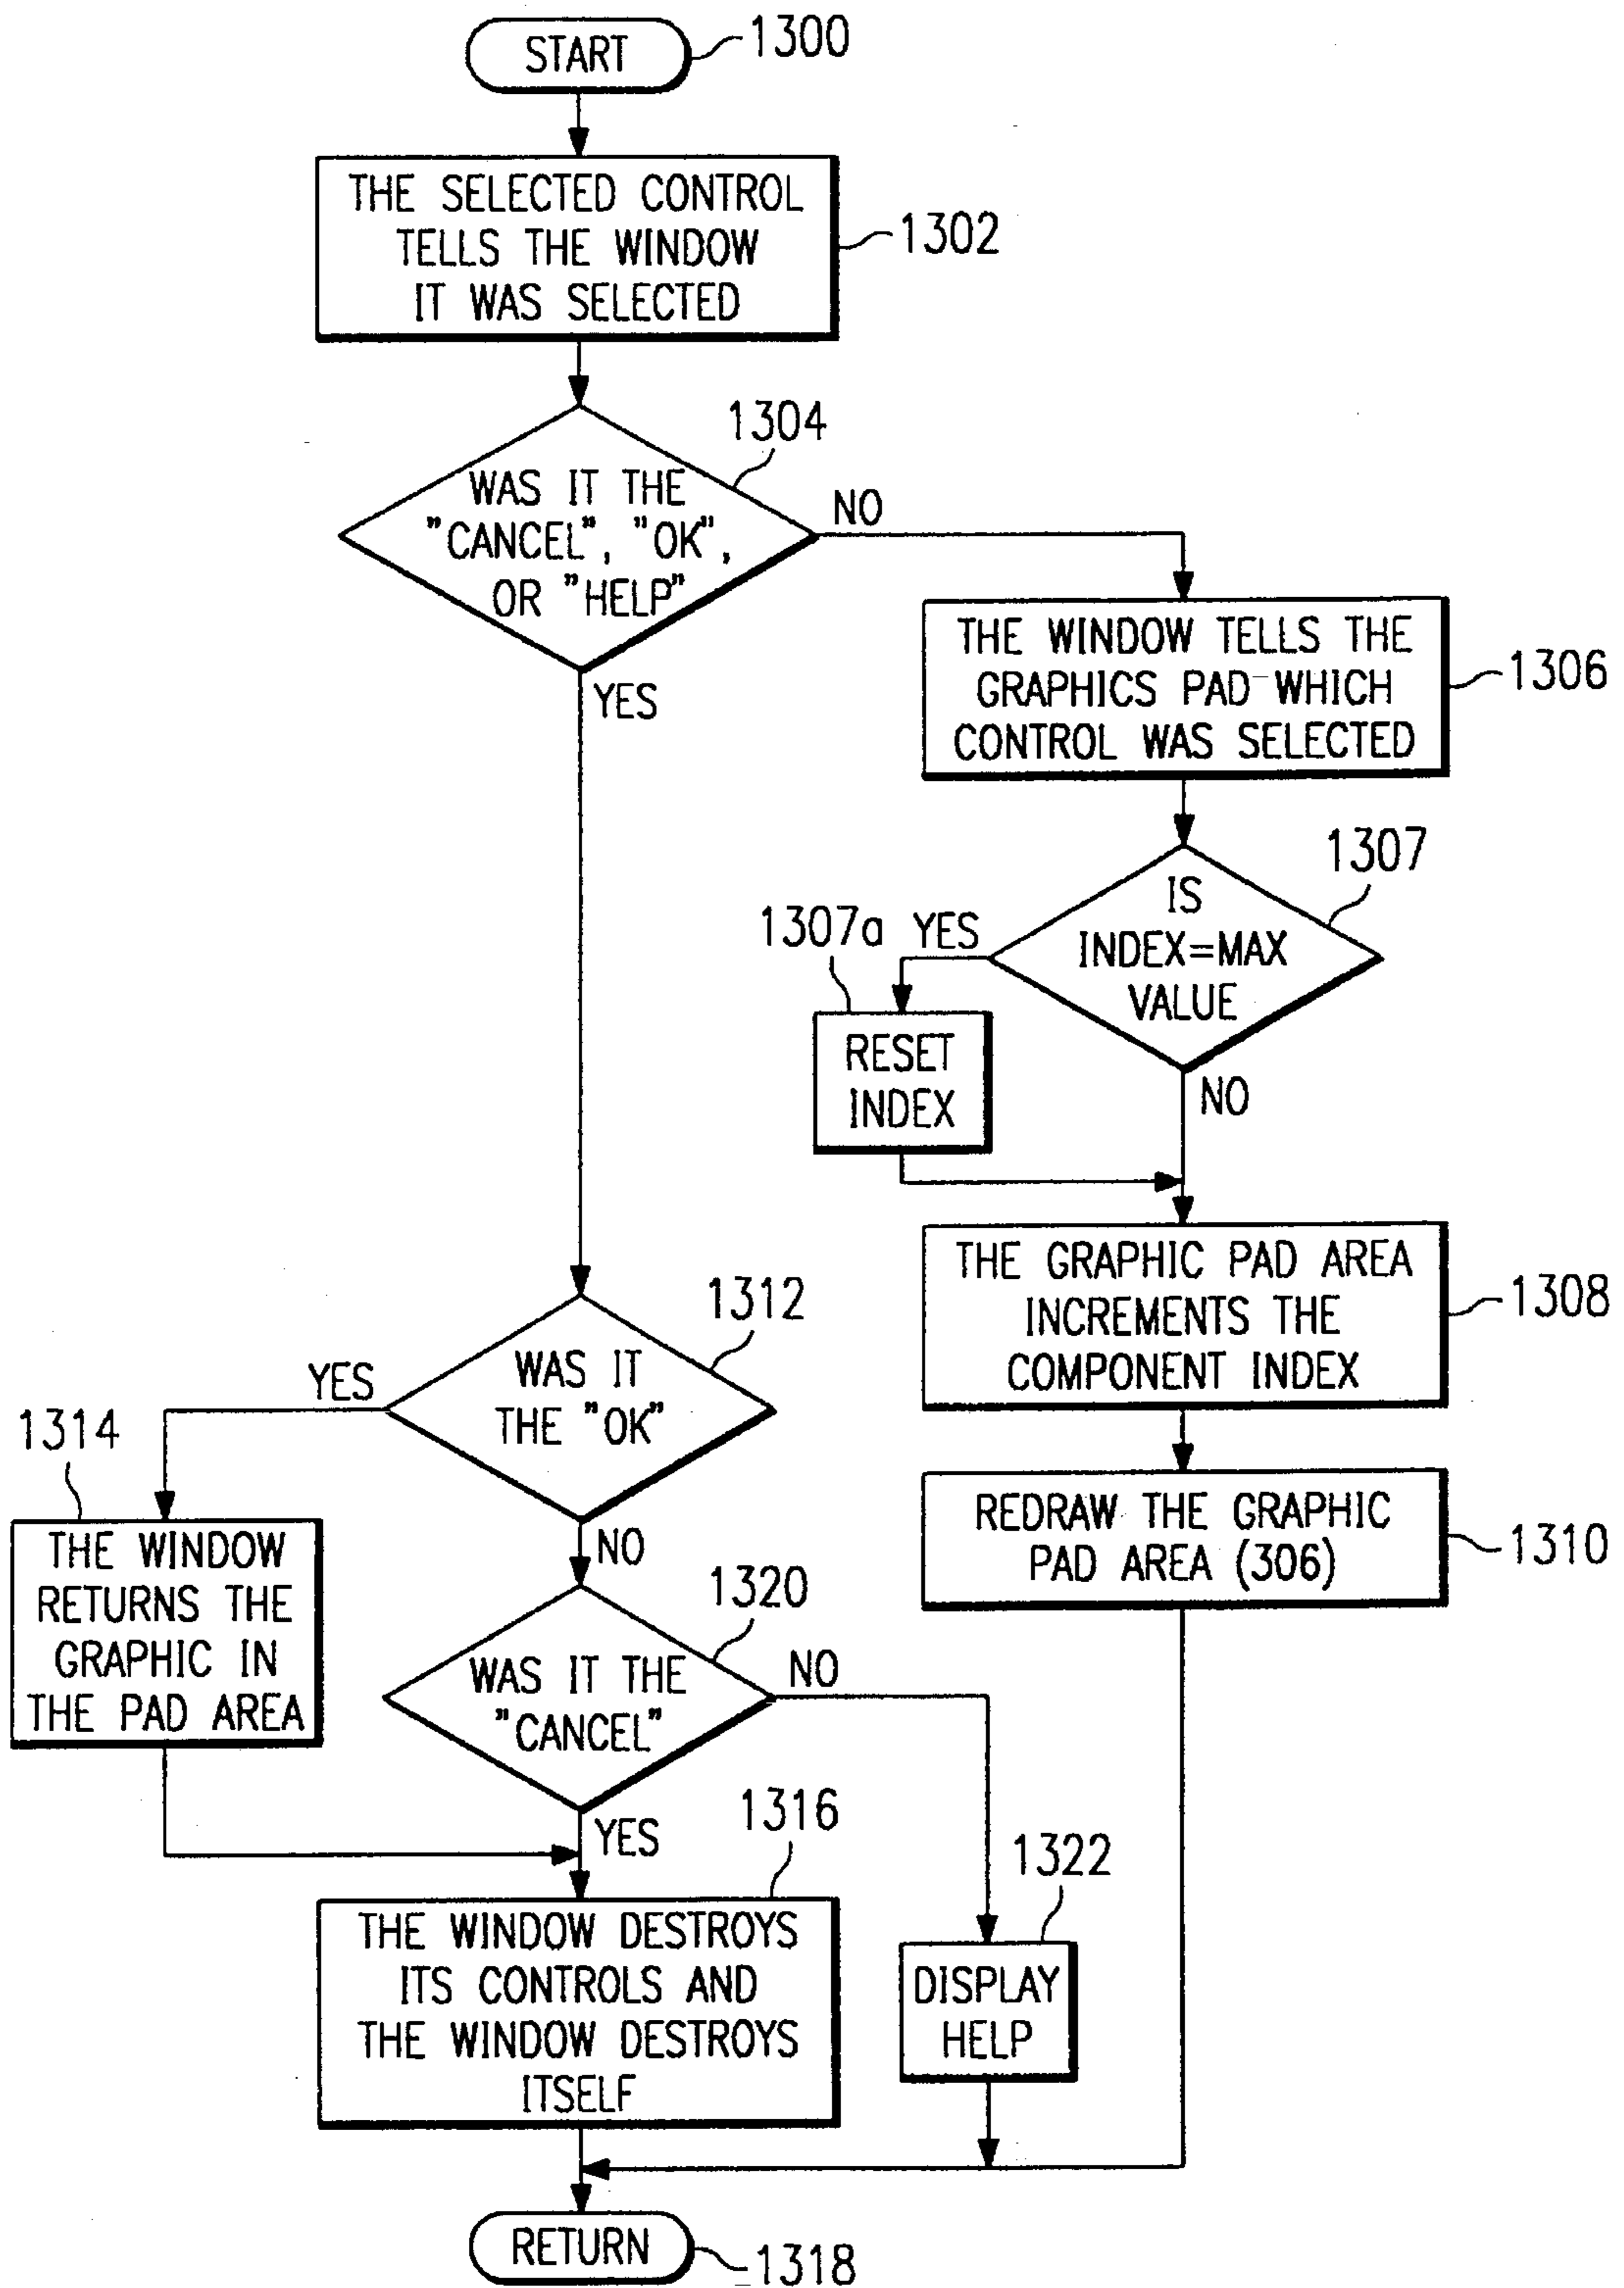 START
1300
THE SELECTED CONTROL
TELLS THE WINDOW
IT WAS SELECTED
1302
1304
WAS IT THE
"CANCEL", "OK",
OR "HELP"
NO
YES
THE WINDOW TELLS THE
GRAPHICS PAD WHICH
CONTROL WAS SELECTED
1306
1307
IS
INDEX=MAX
VALUE
YES
1307a
RESET
INDEX
NO
THE GRAPHIC PAD AREA
INCREMENTS THE
COMPONENT INDEX
1308
REDRAW THE GRAPHIC
PAD AREA (306)
1310
1312
WAS IT
THE "OK"
YES
1314
THE WINDOW
RETURNS THE
GRAPHIC IN
THE PAD AREA
NO
1320
WAS IT THE
"CANCEL"
NO
YES
1316
THE WINDOW DESTROYS
ITS CONTROLS AND
THE WINDOW DESTROYS
ITSELF
1322
DISPLAY
HELP
RETURN
1318